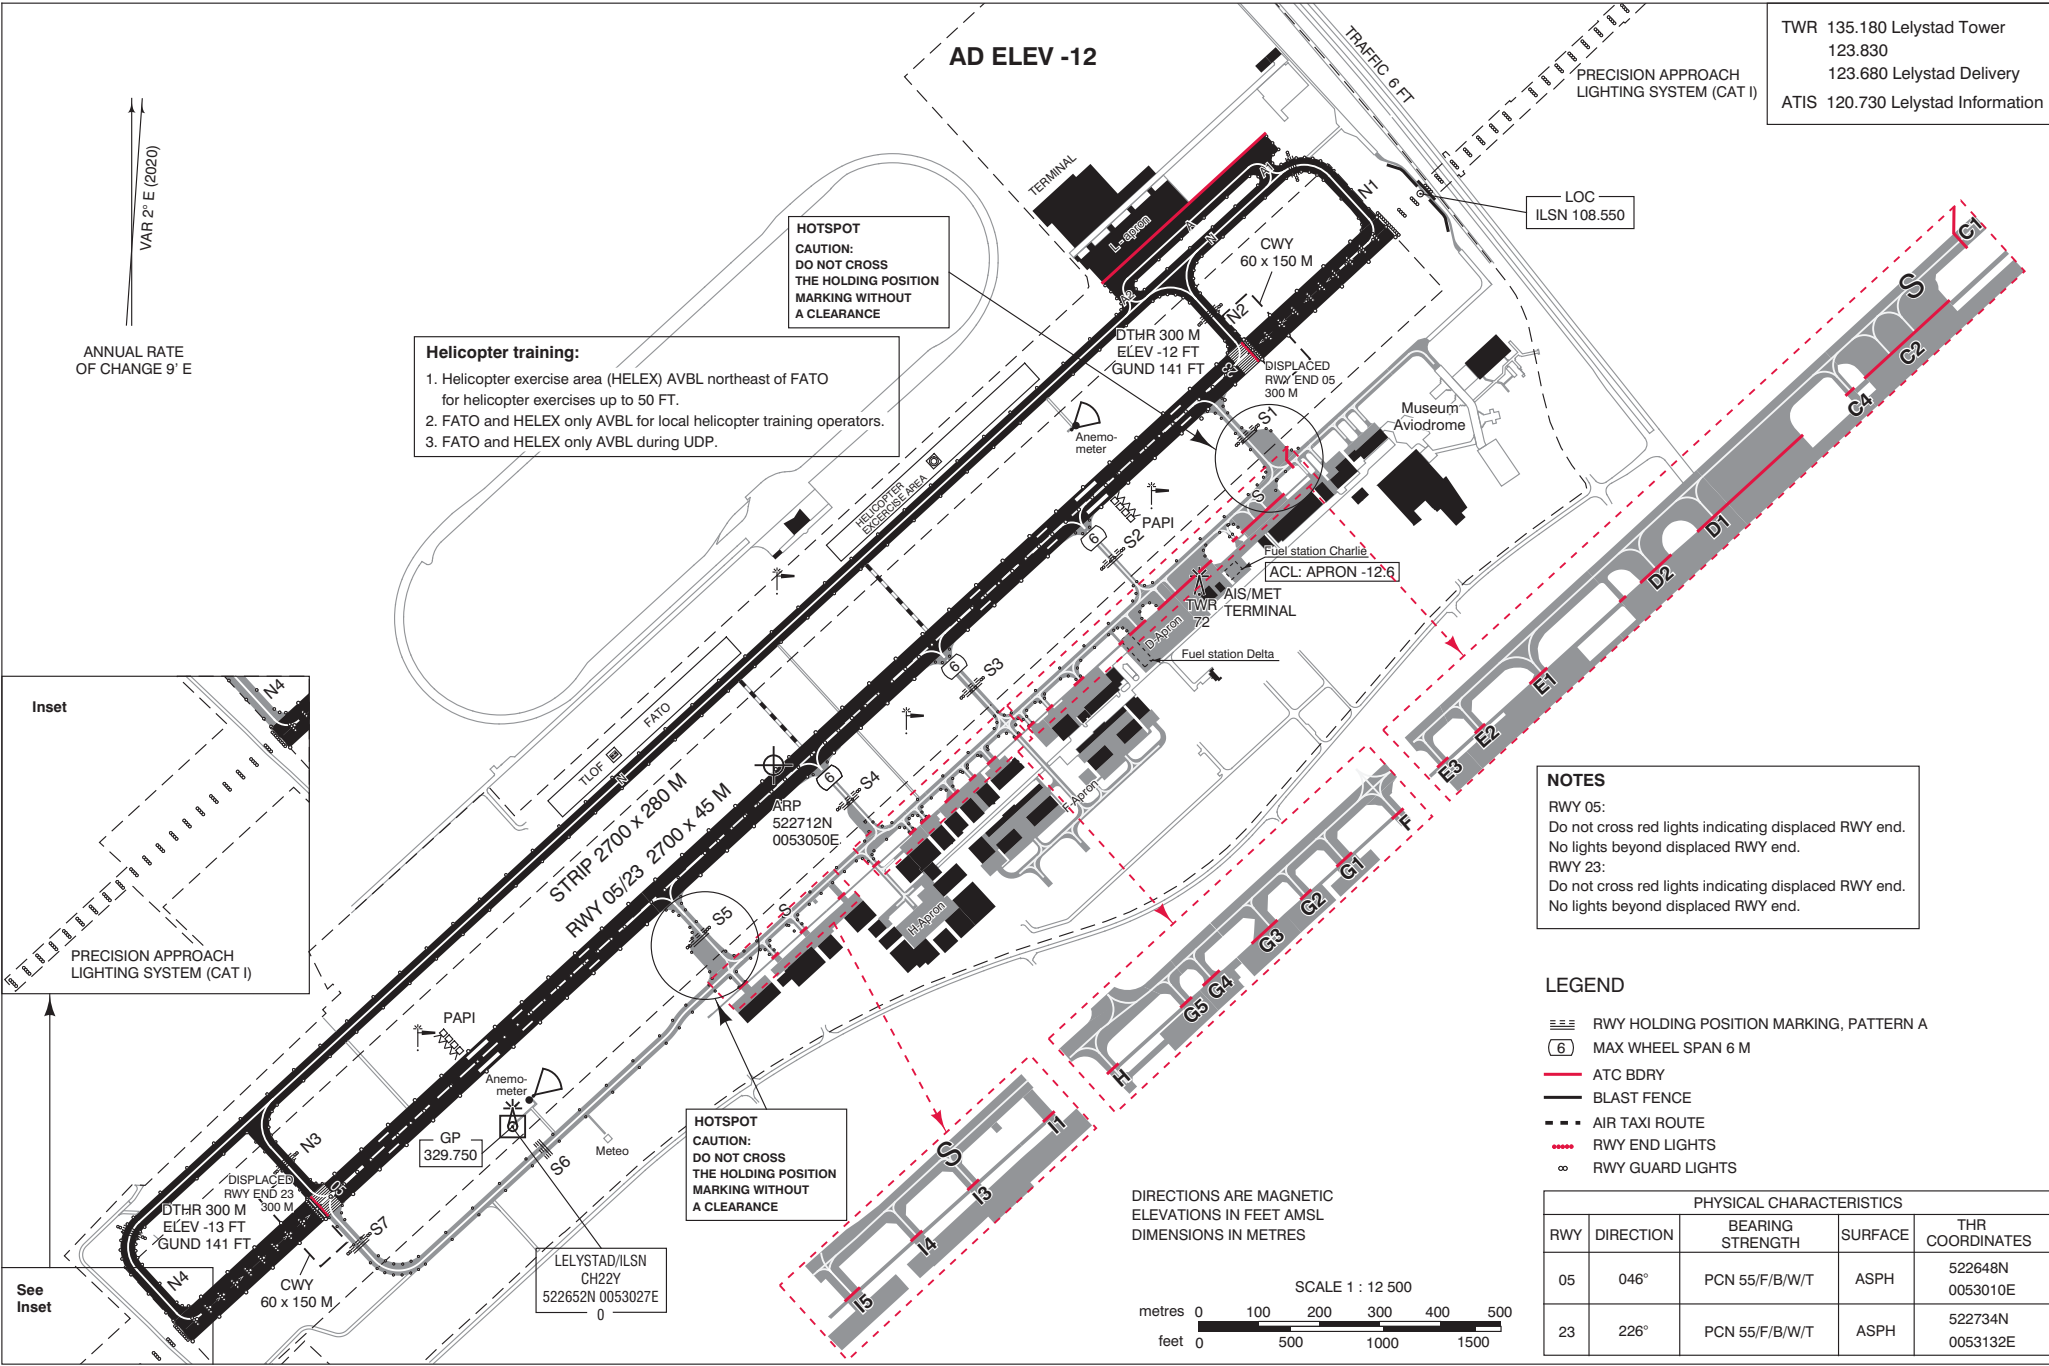 AD ELEV -12
TWR 135.180 Lelystad Tower
123.830
123.680 Lelystad Delivery
ATIS 120.730 Lelystad Information
TRAFFIC 6 FT
PRECISION APPROACH
LIGHTING SYSTEM (CAT I)
LOC
ILSN 108.550
VAR 2° E (2020)
ANNUAL RATE
OF CHANGE 9' E
TERMINAL
L - apron
A1
A
N
A2
N1
N2
CWY
60 x 150 M
HOTSPOT
CAUTION:
DO NOT CROSS
THE HOLDING POSITION
MARKING WITHOUT
A CLEARANCE
Helicopter training:
1. Helicopter exercise area (HELEX) AVBL northeast of FATO
for helicopter exercises up to 50 FT.
2. FATO and HELEX only AVBL for local helicopter training operators.
3. FATO and HELEX only AVBL during UDP.
DTHR 300 M
ELEV -12 FT
GUND 141 FT
23
DISPLACED
RWY END 05
300 M
Museum
Aviodrome
Anemo-
meter
S1
S
HELICOPTER
EXCERCISE AREA
PAPI
6
S2
Fuel station Charlie
ACL: APRON -12.6
AIS/MET
TERMINAL
TWR
72
D-Apron
Fuel station Delta
6
S3
FATO
TLOF
H
N
STRIP 2700 x 280 M
RWY 05/23 2700 x 45 M
ARP
522712N
0053050E
6
S4
F-Apron
H-Apron
S5
S
Inset
N4
PRECISION APPROACH
LIGHTING SYSTEM (CAT I)
PAPI
Anemo-
meter
GP
329.750
Meteo
S6
HOTSPOT
CAUTION:
DO NOT CROSS
THE HOLDING POSITION
MARKING WITHOUT
A CLEARANCE
N3
DISPLACED
RWY END 23
300 M
05
DTHR 300 M
ELEV -13 FT
GUND 141 FT
S7
N4
CWY
60 x 150 M
See
Inset
LELYSTAD/ILSN
CH22Y
522652N 0053027E
0
C1
S
C2
C4
D1
D2
E1
E2
E3
F
G1
G2
G3
G4
G5
H
I1
S
I3
I4
I5
NOTES
RWY 05:
Do not cross red lights indicating displaced RWY end.
No lights beyond displaced RWY end.
RWY 23:
Do not cross red lights indicating displaced RWY end.
No lights beyond displaced RWY end.
LEGEND
RWY HOLDING POSITION MARKING, PATTERN A
6 MAX WHEEL SPAN 6 M
ATC BDRY
BLAST FENCE
AIR TAXI ROUTE
RWY END LIGHTS
RWY GUARD LIGHTS
DIRECTIONS ARE MAGNETIC
ELEVATIONS IN FEET AMSL
DIMENSIONS IN METRES
SCALE 1 : 12 500
metres 0 100 200 300 400 500
feet 0 500 1000 1500
PHYSICAL CHARACTERISTICS
RWY DIRECTION BEARING STRENGTH SURFACE THR COORDINATES
05 046° PCN 55/F/B/W/T ASPH 522648N 0053010E
23 226° PCN 55/F/B/W/T ASPH 522734N 0053132E